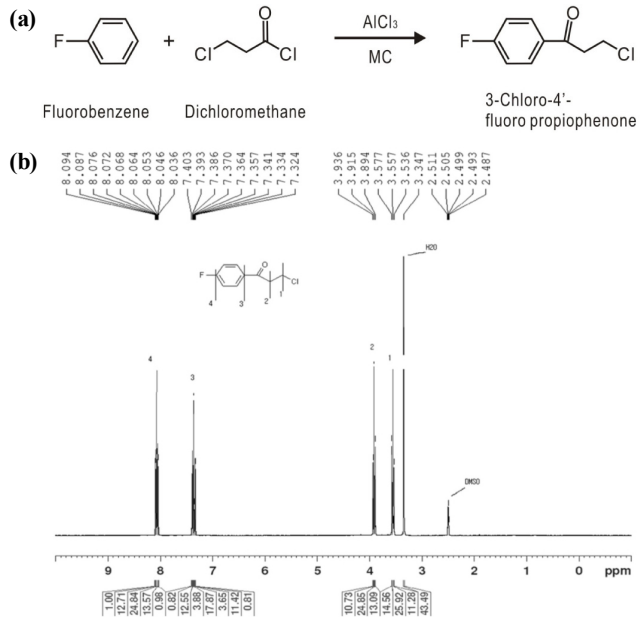 (a)
F
+
Cl
O
Cl
AlCl3
MC
F
O
Cl
Fluorobenzene
Dichloromethane
3-Chloro-4'-
fluoro propiophenone
(b)
8.094
8.087
8.076
8.072
8.068
8.064
8.053
8.046
8.036
7.403
7.393
7.386
7.370
7.364
7.357
7.341
7.334
7.324
3.936
3.915
3.894
3.577
3.557
3.536
3.347
2.511
2.505
2.499
2.493
2.487
H2O
F
O
Cl
4
3
2
1
4
3
2
1
DMSO
9 8 7 6 5 4 3 2 1 0 ppm
1.00
12.71
24.84
13.57
0.98
0.82
12.55
3.88
17.87
3.65
11.42
0.81
10.73
24.85
13.09
14.56
25.92
11.28
43.49